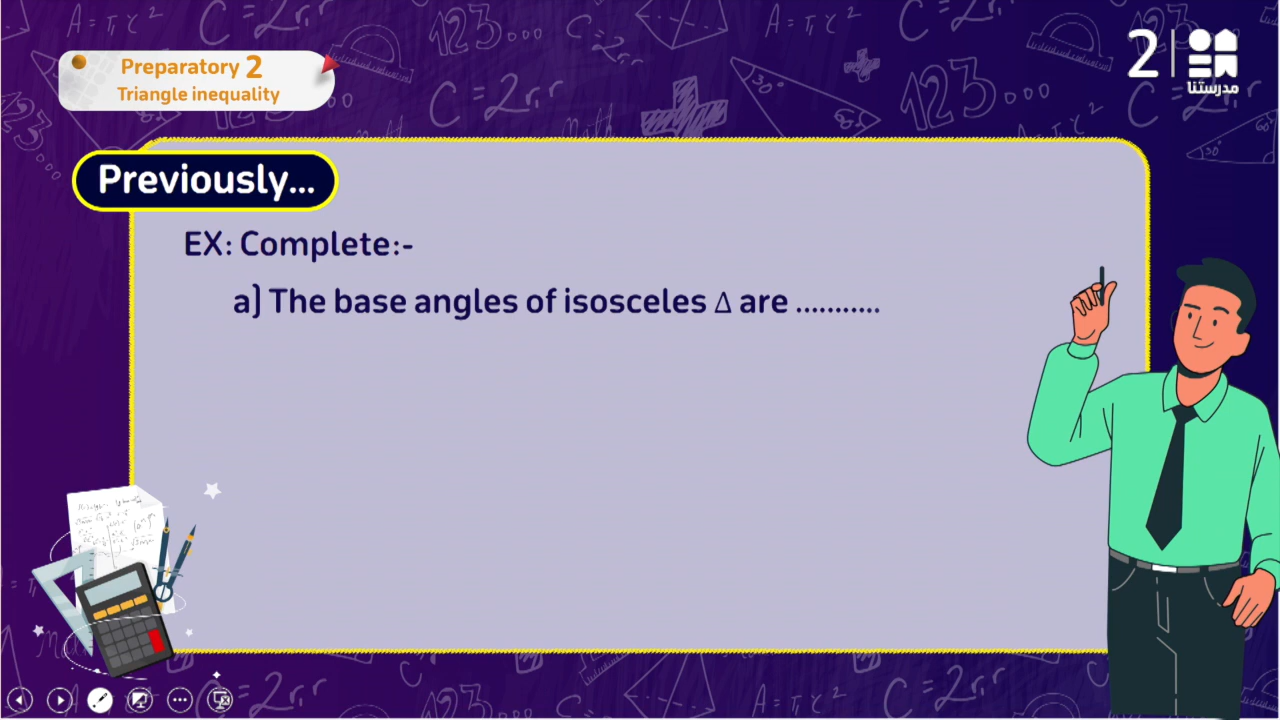 Preparatory 2
Triangle inequality
2
مدرستنا
Previously...
EX: Complete:-
a) The base angles of isosceles Δ are ...........